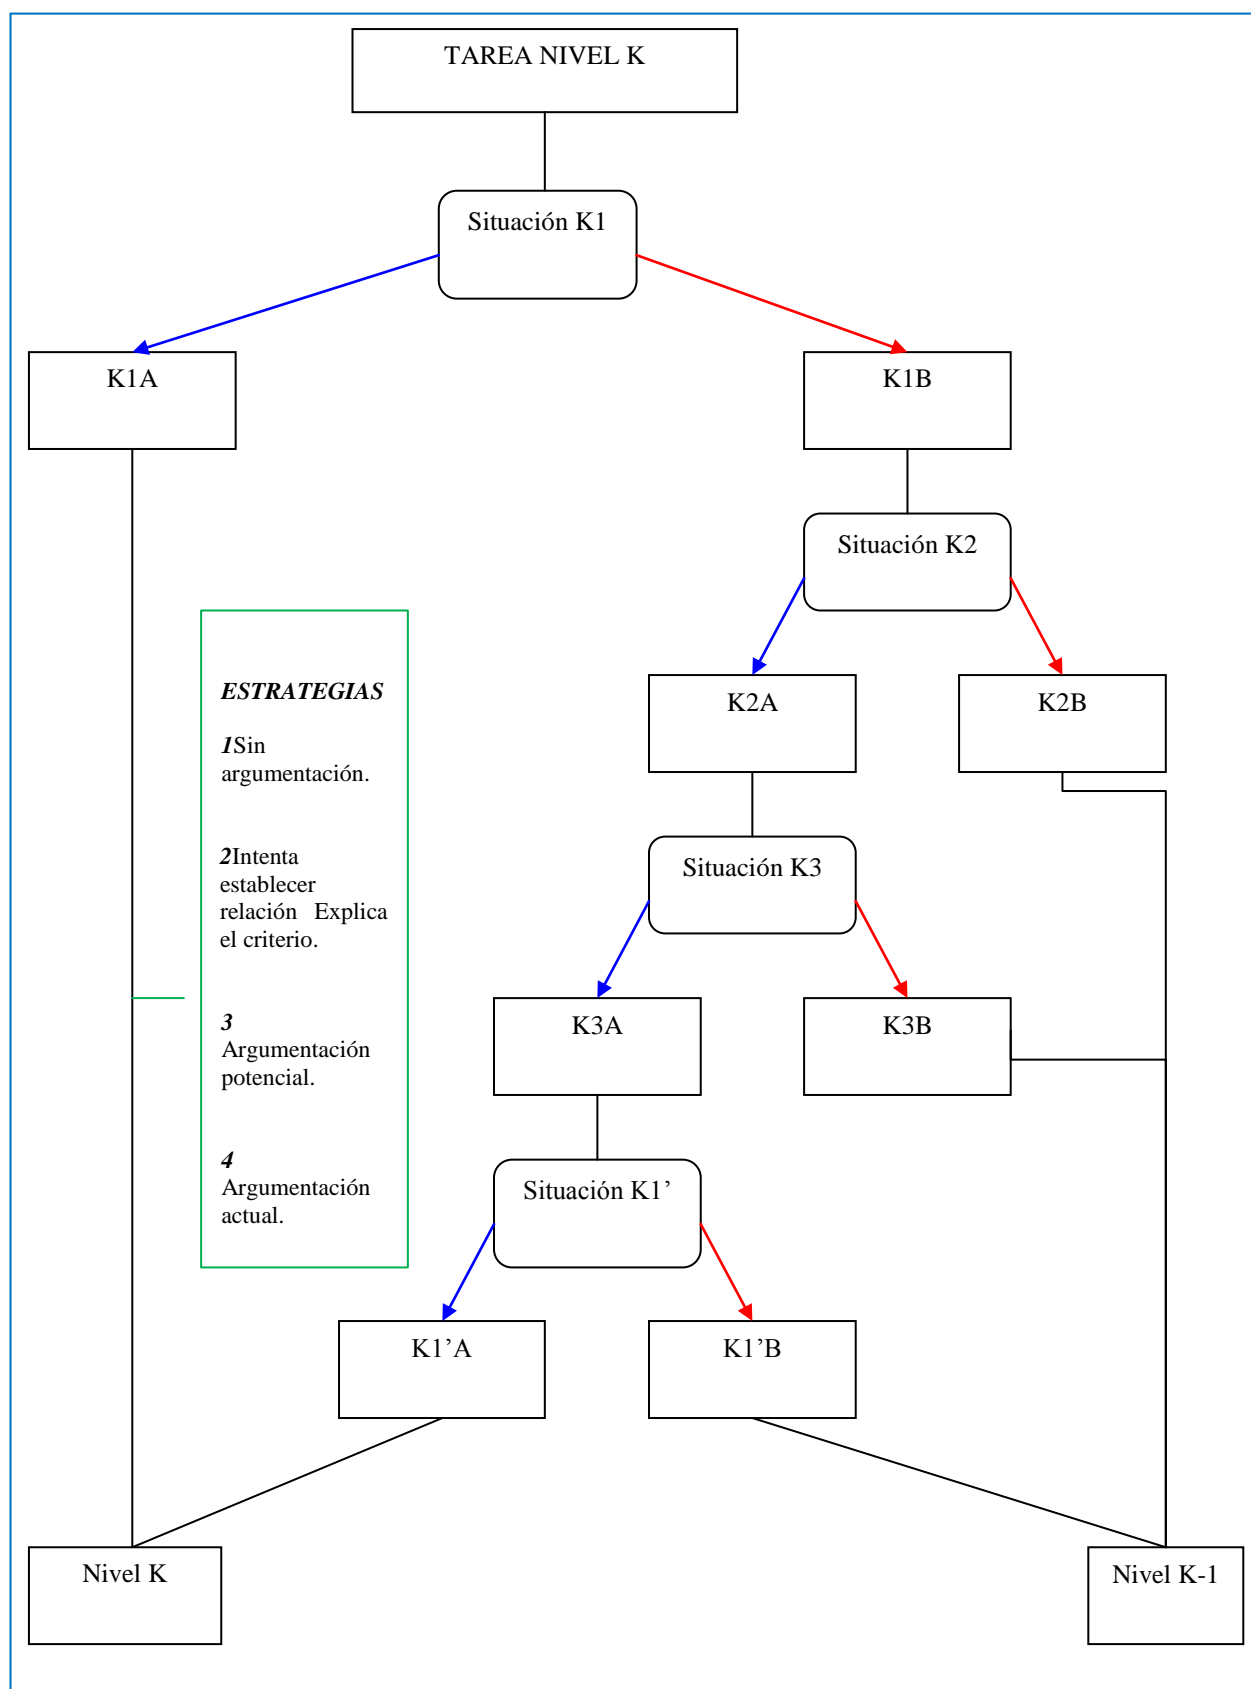 TAREA NIVEL K
Situación K1
K1A
K1B
Situación K2
ESTRATEGIAS
1Sin
argumentación.
2Intenta
establecer
relación Explica
el criterio.
3
Argumentación
potencial.
4
Argumentación
actual.
K2A
K2B
Situación K3
K3A
K3B
Situación K1’
K1’A
K1’B
Nivel K
Nivel K-1